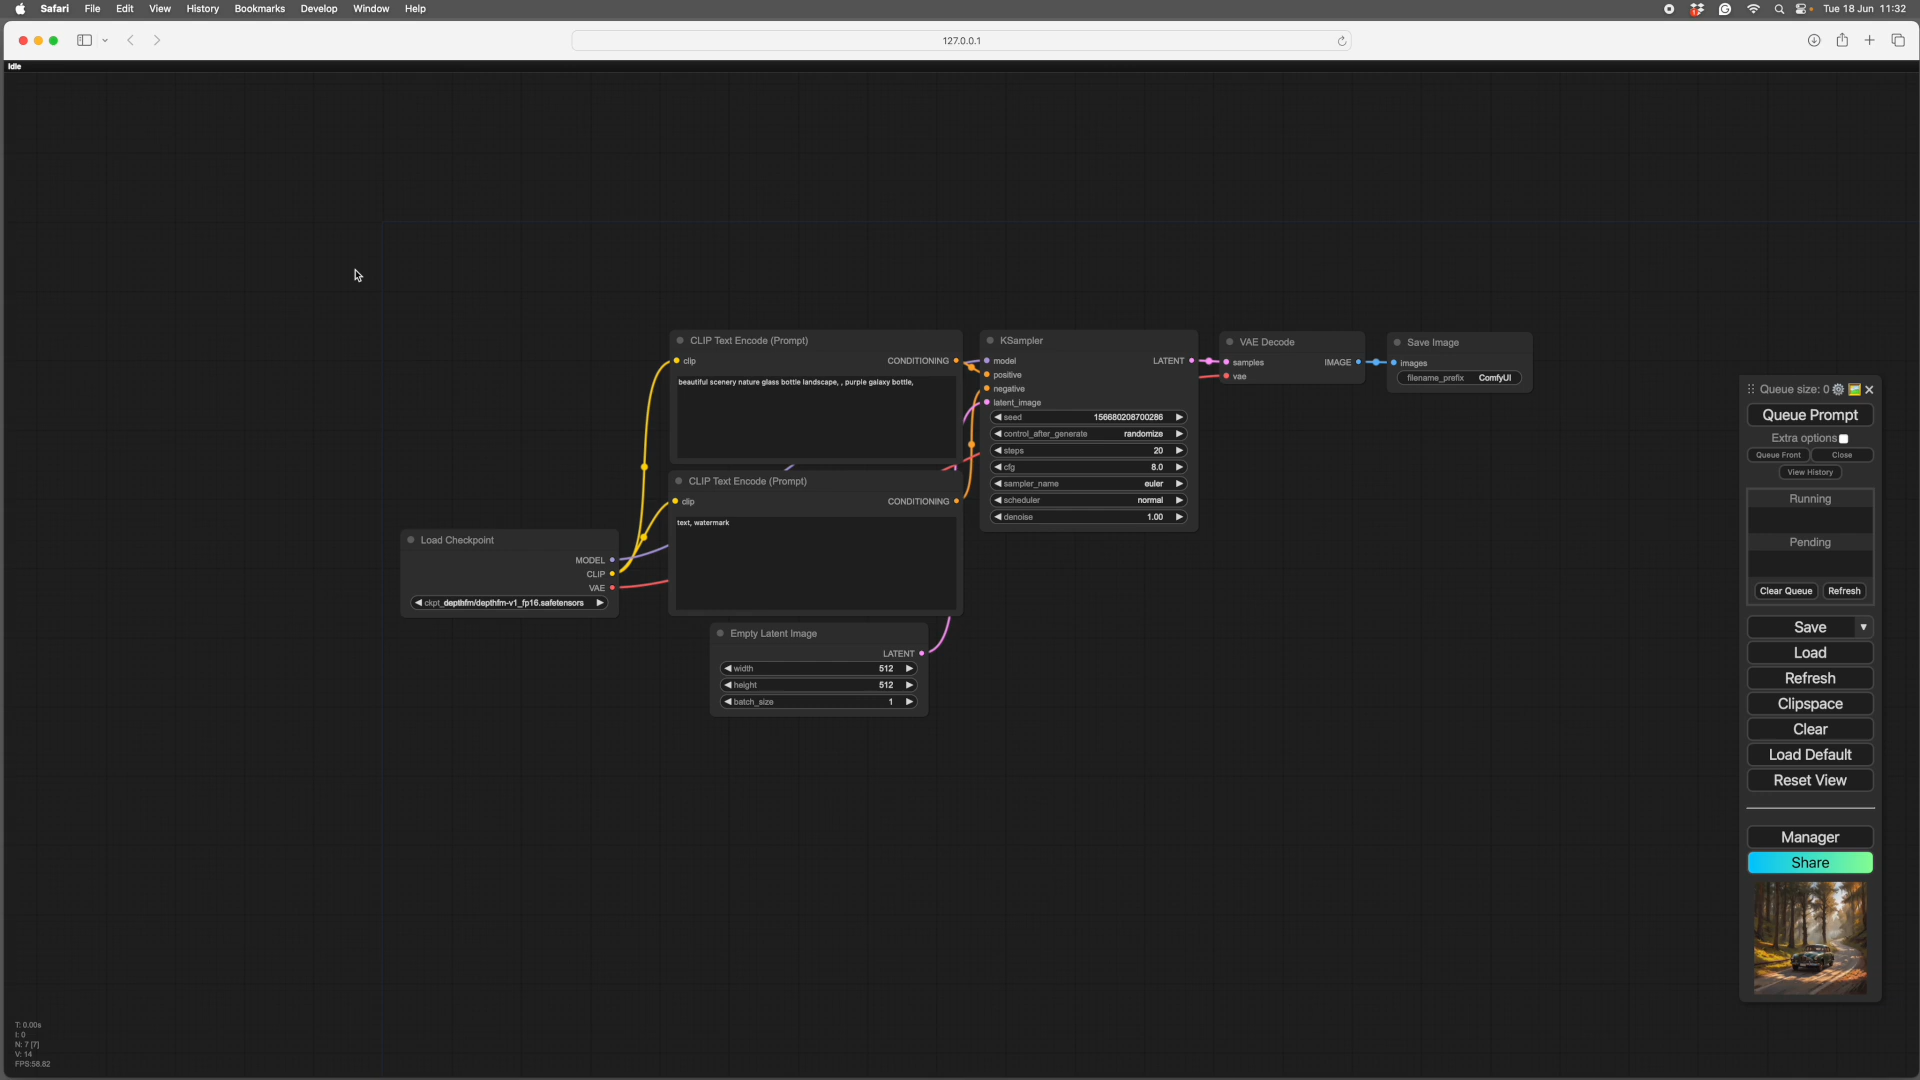 Safari File Edit View History Bookmarks Develop Window Help Tue 18 Jun 11:32
127.0.0.1
Idle
CLIP Text Encode (Prompt)
clip CONDITIONING
beautiful scenery nature glass bottle landscape, , purple galaxy bottle,
CLIP Text Encode (Prompt)
clip CONDITIONING
text, watermark
Load Checkpoint
MODEL
CLIP
VAE
ckpt_depthfm/depthfm-v1_fp16.safetensors
Empty Latent Image
LATENT
width 512
height 512
batch_size 1
KSampler
model LATENT
positive
negative
latent_image
seed 156680208700286
control_after_generate randomize
steps 20
cfg 8.0
sampler_name euler
scheduler normal
denoise 1.00
VAE Decode
samples IMAGE
vae
Save Image
images
filename_prefix ComfyUI
Queue size: 0
Queue Prompt
Extra options
Queue Front Close
View History
Running
Pending
Clear Queue Refresh
Save
Load
Refresh
Clipspace
Clear
Load Default
Reset View
Manager
Share
T: 0.00s
I: 0
N: 7 [7]
V: 14
FPS:58.82